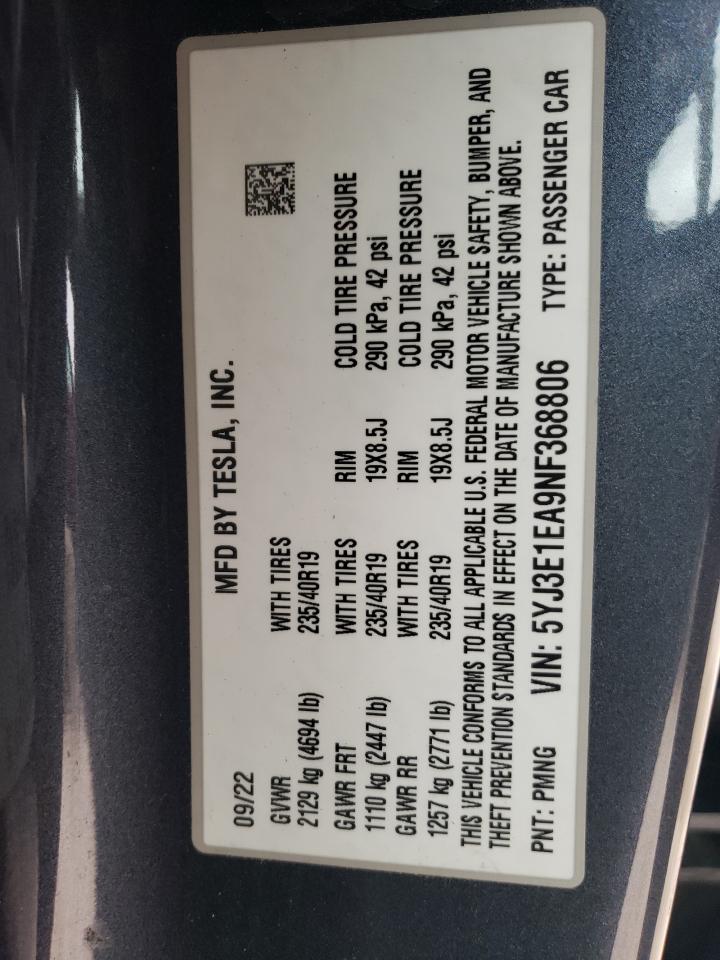 MFD BY TESLA, INC.
09/22
GVWR WITH TIRES
2129 kg (4694 lb) 235/40R19
GAWR FRT WITH TIRES RIM COLD TIRE PRESSURE
1110 kg (2447 lb) 235/40R19 19X8.5J 290 kPa, 42 psi
GAWR RR WITH TIRES RIM COLD TIRE PRESSURE
1257 kg (2771 lb) 235/40R19 19X8.5J 290 kPa, 42 psi
THIS VEHICLE CONFORMS TO ALL APPLICABLE U.S. FEDERAL MOTOR VEHICLE SAFETY, BUMPER, AND
THEFT PREVENTION STANDARDS IN EFFECT ON THE DATE OF MANUFACTURE SHOWN ABOVE.
PNT: PMNG VIN: 5YJ3E1EA9NF368806 TYPE: PASSENGER CAR